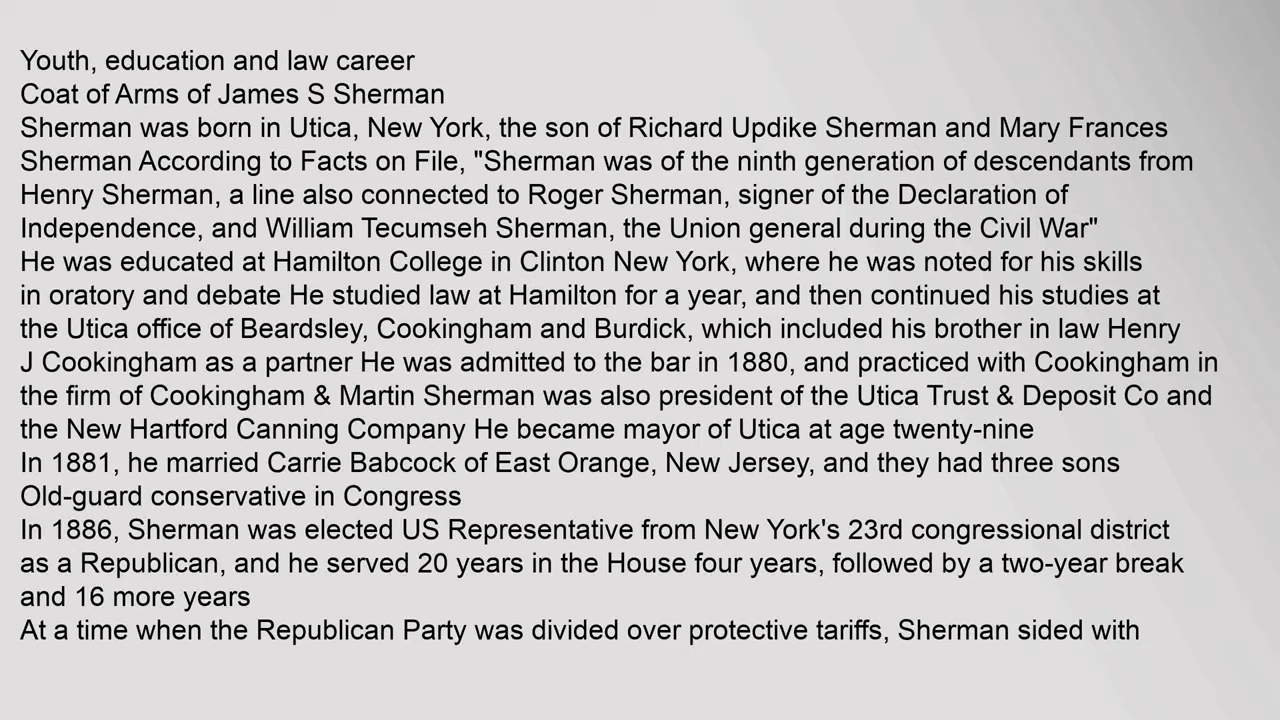 Youth, education and law career
Coat of Arms of James S Sherman
Sherman was born in Utica, New York, the son of Richard Updike Sherman and Mary Frances
Sherman According to Facts on File, "Sherman was of the ninth generation of descendants from
Henry Sherman, a line also connected to Roger Sherman, signer of the Declaration of
Independence, and William Tecumseh Sherman, the Union general during the Civil War"
He was educated at Hamilton College in Clinton New York, where he was noted for his skills
in oratory and debate He studied law at Hamilton for a year, and then continued his studies at
the Utica office of Beardsley, Cookingham and Burdick, which included his brother in law Henry
J Cookingham as a partner He was admitted to the bar in 1880, and practiced with Cookingham in
the firm of Cookingham & Martin Sherman was also president of the Utica Trust & Deposit Co and
the New Hartford Canning Company He became mayor of Utica at age twenty-nine
In 1881, he married Carrie Babcock of East Orange, New Jersey, and they had three sons
Old-guard conservative in Congress
In 1886, Sherman was elected US Representative from New York's 23rd congressional district
as a Republican, and he served 20 years in the House four years, followed by a two-year break
and 16 more years
At a time when the Republican Party was divided over protective tariffs, Sherman sided with